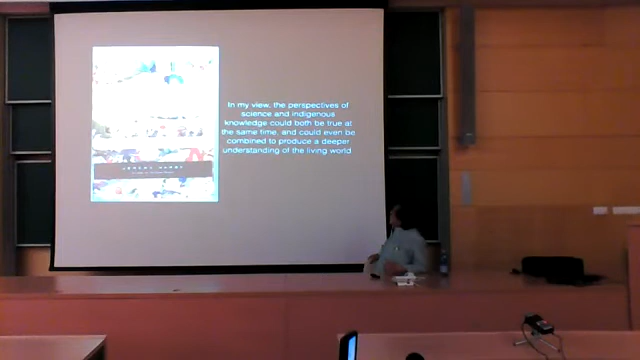 In my view, the perspectives of
science and indigenous
knowledge could both be true at
the same time, and could even be
combined to produce a deeper
understanding of the living world